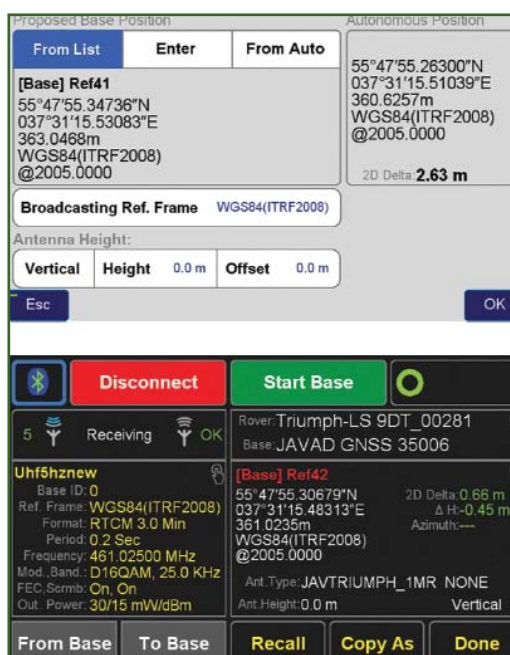 Proposed Base Position
Autonomous Position
From List Enter From Auto
[Base] Ref41
55°47'55.34736"N
037°31'15.53083"E
363.0468m
WGS84(ITRF2008)
@2005.0000
55°47'55.26300"N
037°31'15.51039"E
360.6257m
WGS84(ITRF2008)
@2005.0000
2D Delta:2.63 m
Broadcasting Ref. Frame WGS84(ITRF2008)
Antenna Height:
Vertical Height 0.0 m Offset 0.0 m
Esc OK
Disconnect Start Base
5 Receiving OK
Rover:Triumph-LS 9DT_00281
Base:JAVAD GNSS 35006
Uhf5hznew
Base ID:0
Ref. Frame:WGS84(ITRF2008)
Format:RTCM 3.0 Min
Period:0.2 Sec
Frequency:461.02500 MHz
Mod.,Band.:D16QAM, 25.0 KHz
FEC,Scrmb:On, On
Out. Power:30/15 mW/dBm
[Base] Ref42
55°47'55.30679"N
037°31'15.48313"E
361.0235m
WGS84(ITRF2008)
@2005.0000
2D Delta:0.66 m
Δ H:-0.45 m
Azimuth:---
Ant.Type:JAVTRIUMPH_1MR NONE
Ant.Height:0.0 m Vertical
From Base To Base Recall Copy As Done